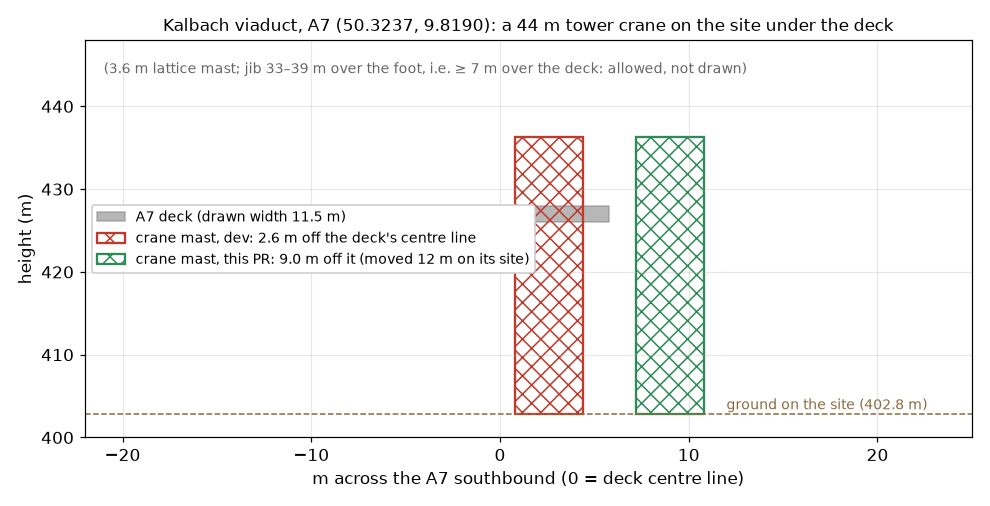 Kalbach viaduct, A7 (50.3237, 9.8190): a 44 m tower crane on the site under the deck
(3.6 m lattice mast; jib 33–39 m over the foot, i.e. ≥ 7 m over the deck: allowed, not drawn)
height (m)
440
430
420
410
400
A7 deck (drawn width 11.5 m)
crane mast, dev: 2.6 m off the deck's centre line
crane mast, this PR: 9.0 m off it (moved 12 m on its site)
ground on the site (402.8 m)
−20
−10
0
10
20
m across the A7 southbound (0 = deck centre line)